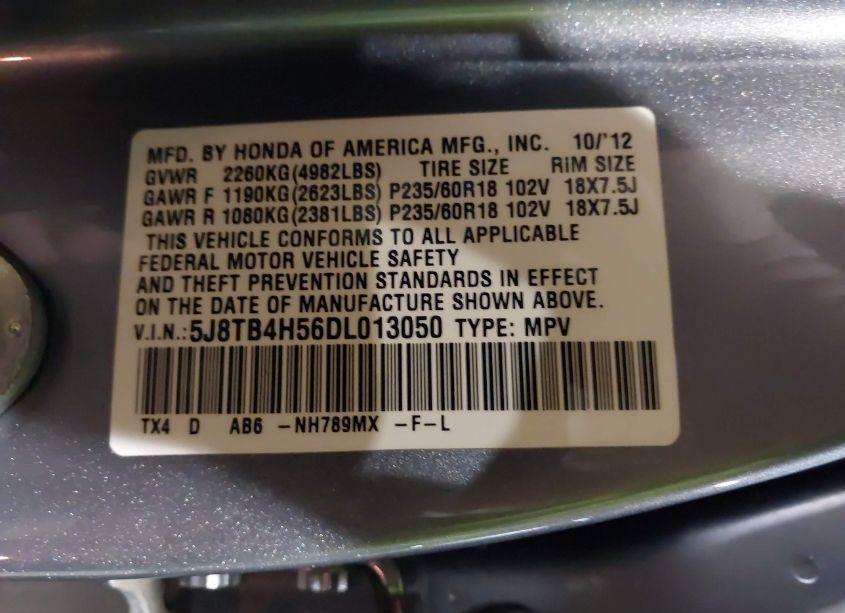 MFD. BY HONDA OF AMERICA MFG., INC. 10/'12
GVWR 2260KG(4982LBS) TIRE SIZE RIM SIZE
GAWR F 1190KG(2623LBS) P235/60R18 102V 18X7.5J
GAWR R 1080KG(2381LBS) P235/60R18 102V 18X7.5J
THIS VEHICLE CONFORMS TO ALL APPLICABLE
FEDERAL MOTOR VEHICLE SAFETY
AND THEFT PREVENTION STANDARDS IN EFFECT
ON THE DATE OF MANUFACTURE SHOWN ABOVE.
V.I.N.: 5J8TB4H56DL013050 TYPE: MPV
TX4 D AB6 -NH789MX -F-L